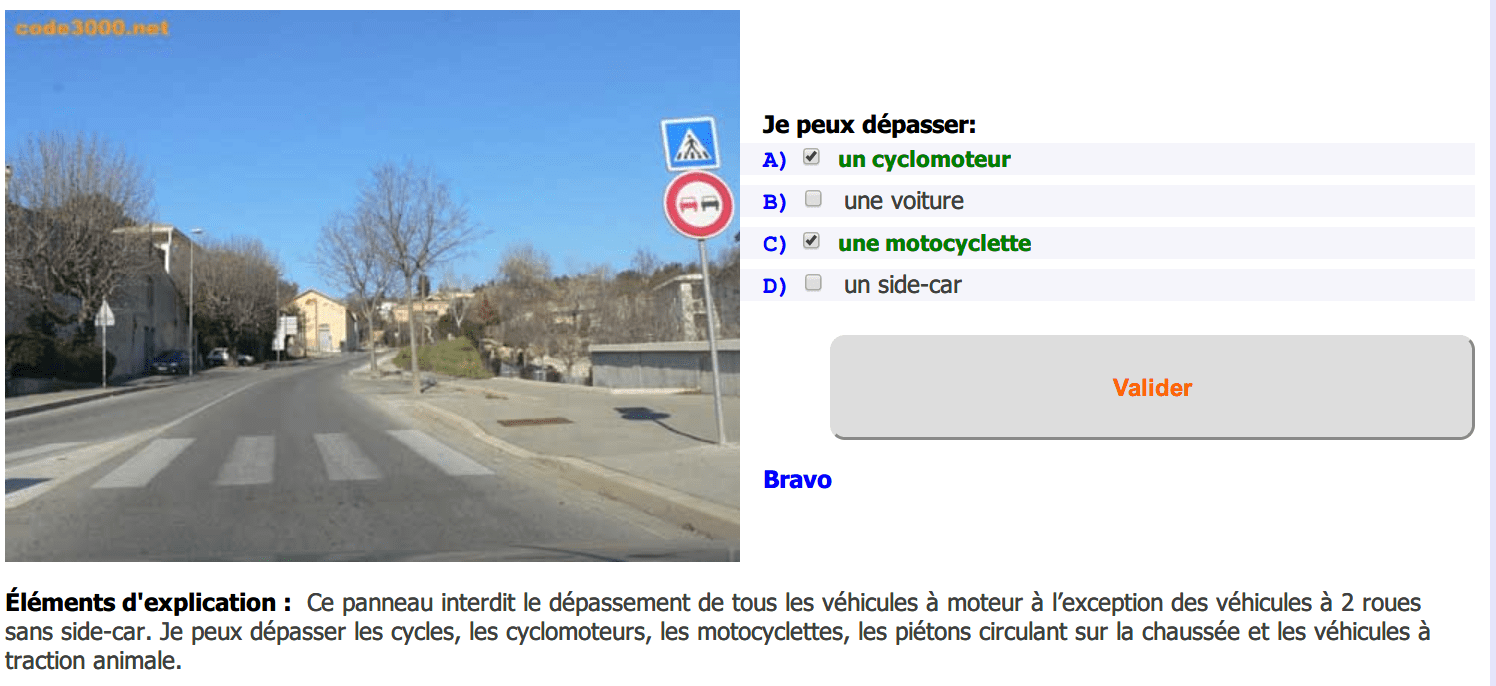 code3000.net
Je peux dépasser:
A) un cyclomoteur
B) une voiture
C) une motocyclette
D) un side-car
Valider
Bravo
Éléments d'explication : Ce panneau interdit le dépassement de tous les véhicules à moteur à l’exception des véhicules à 2 roues
sans side-car. Je peux dépasser les cycles, les cyclomoteurs, les motocyclettes, les piétons circulant sur la chaussée et les véhicules à
traction animale.